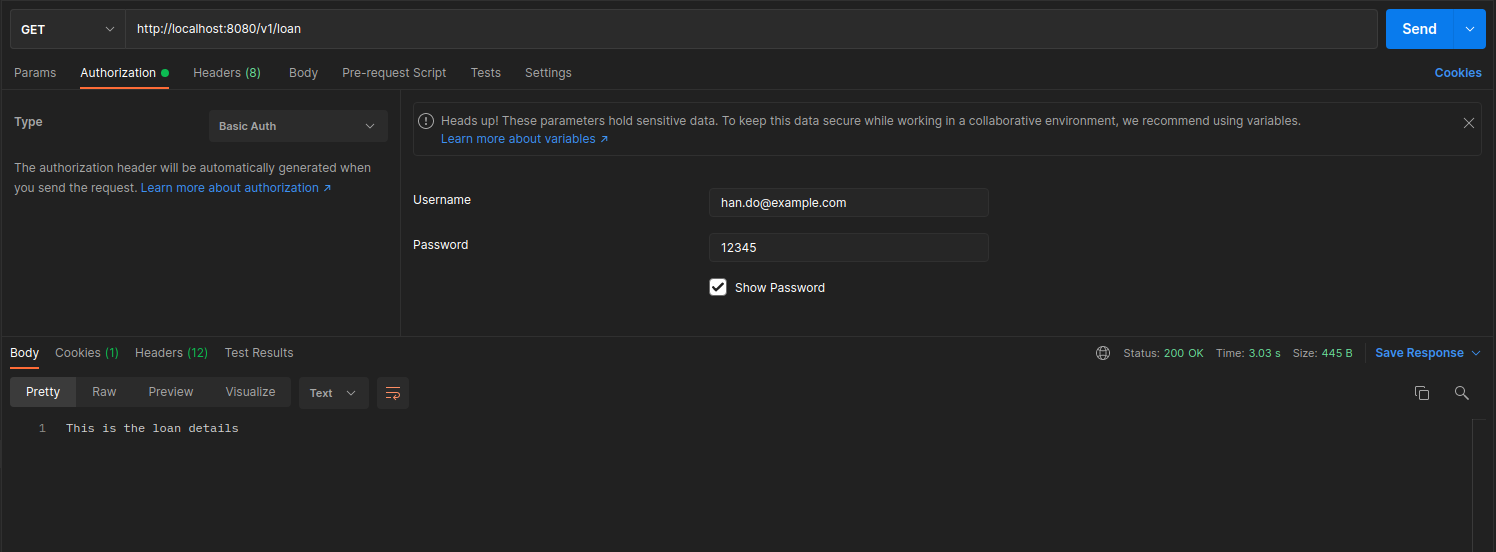 GET http://localhost:8080/v1/loan Send
Params Authorization Headers (8) Body Pre-request Script Tests Settings Cookies
Type Basic Auth
The authorization header will be automatically generated when
you send the request. Learn more about authorization ↗
Heads up! These parameters hold sensitive data. To keep this data secure while working in a collaborative environment, we recommend using variables.
Learn more about variables ↗
Username han.do@example.com
Password 12345
Show Password
Body Cookies (1) Headers (12) Test Results Status: 200 OK Time: 3.03 s Size: 445 B Save Response
Pretty Raw Preview Visualize Text
1 This is the loan details